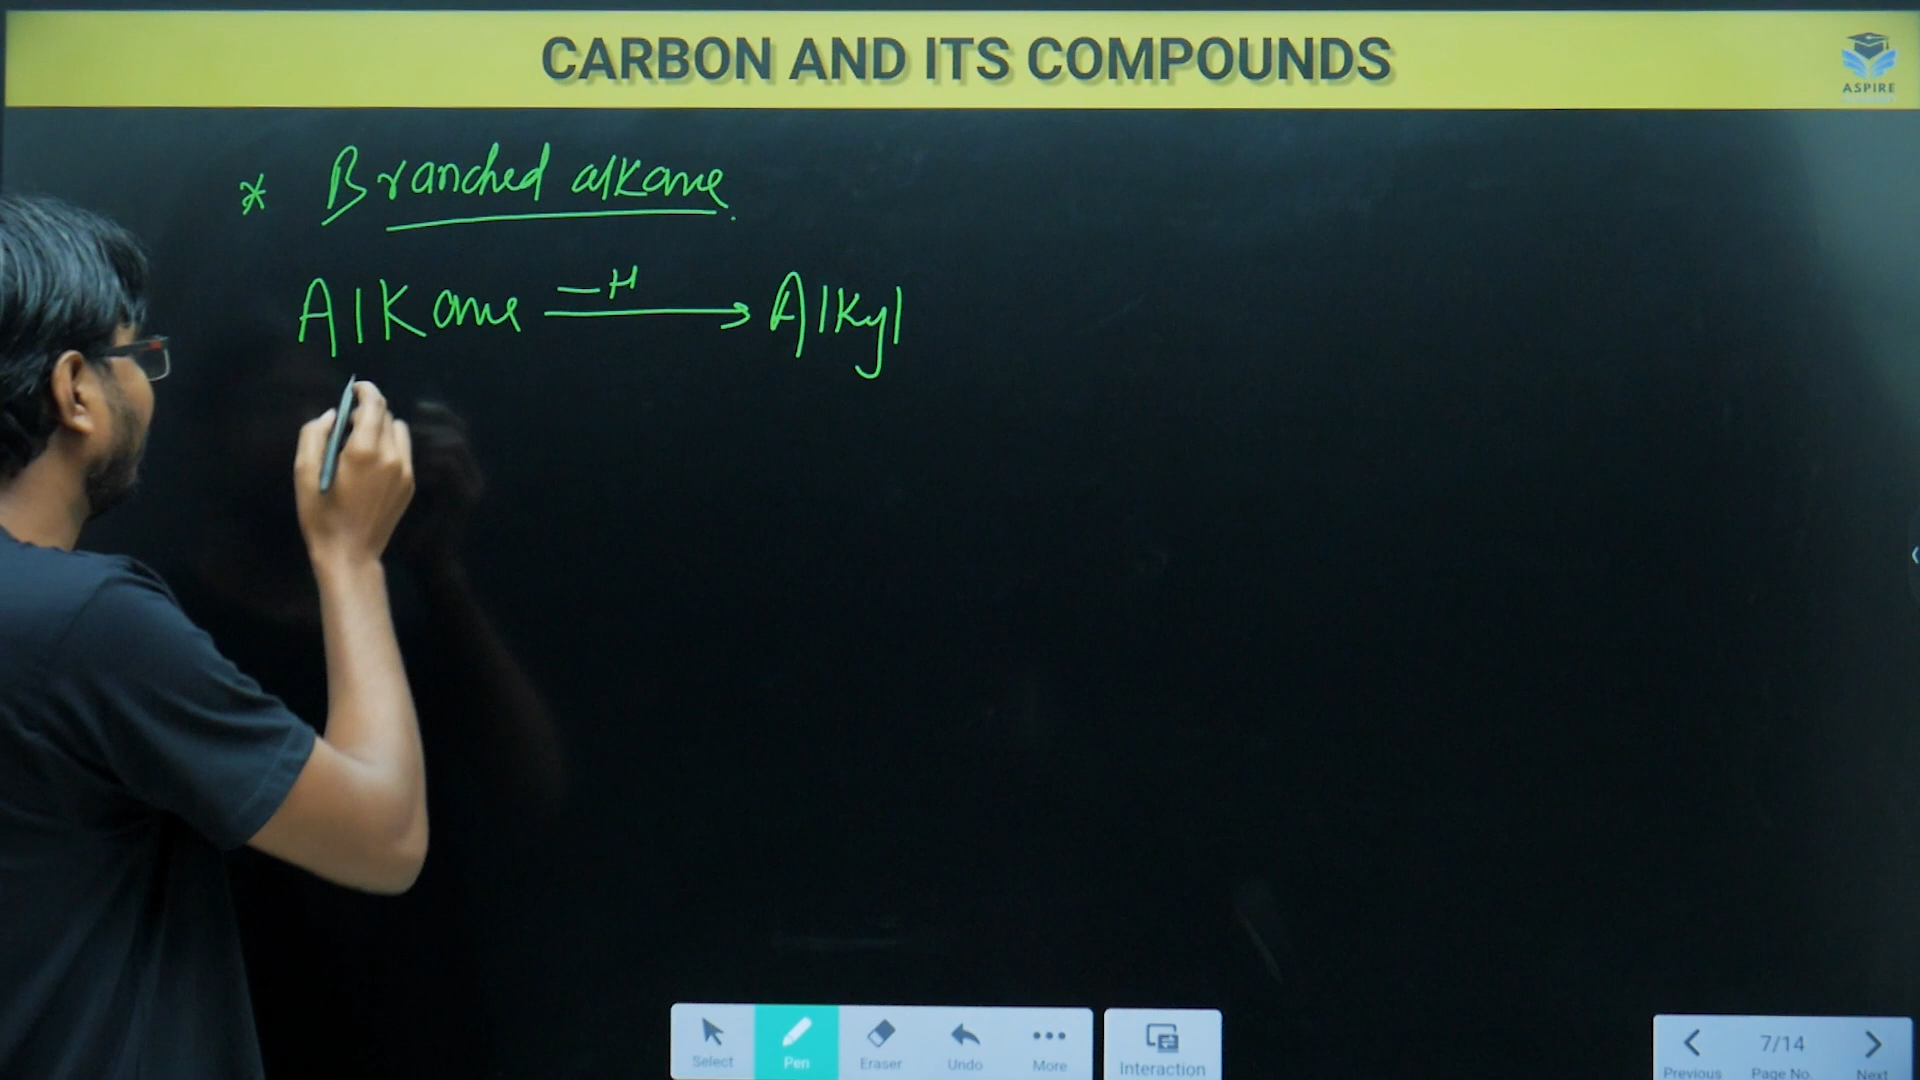 CARBON AND ITS COMPOUNDS
ASPIRE
* Branched alkane.
Alkane —H → Alkyl
Select
Pen
Eraser
Undo
More
Interaction
7/14
Previous
Page No.
Next